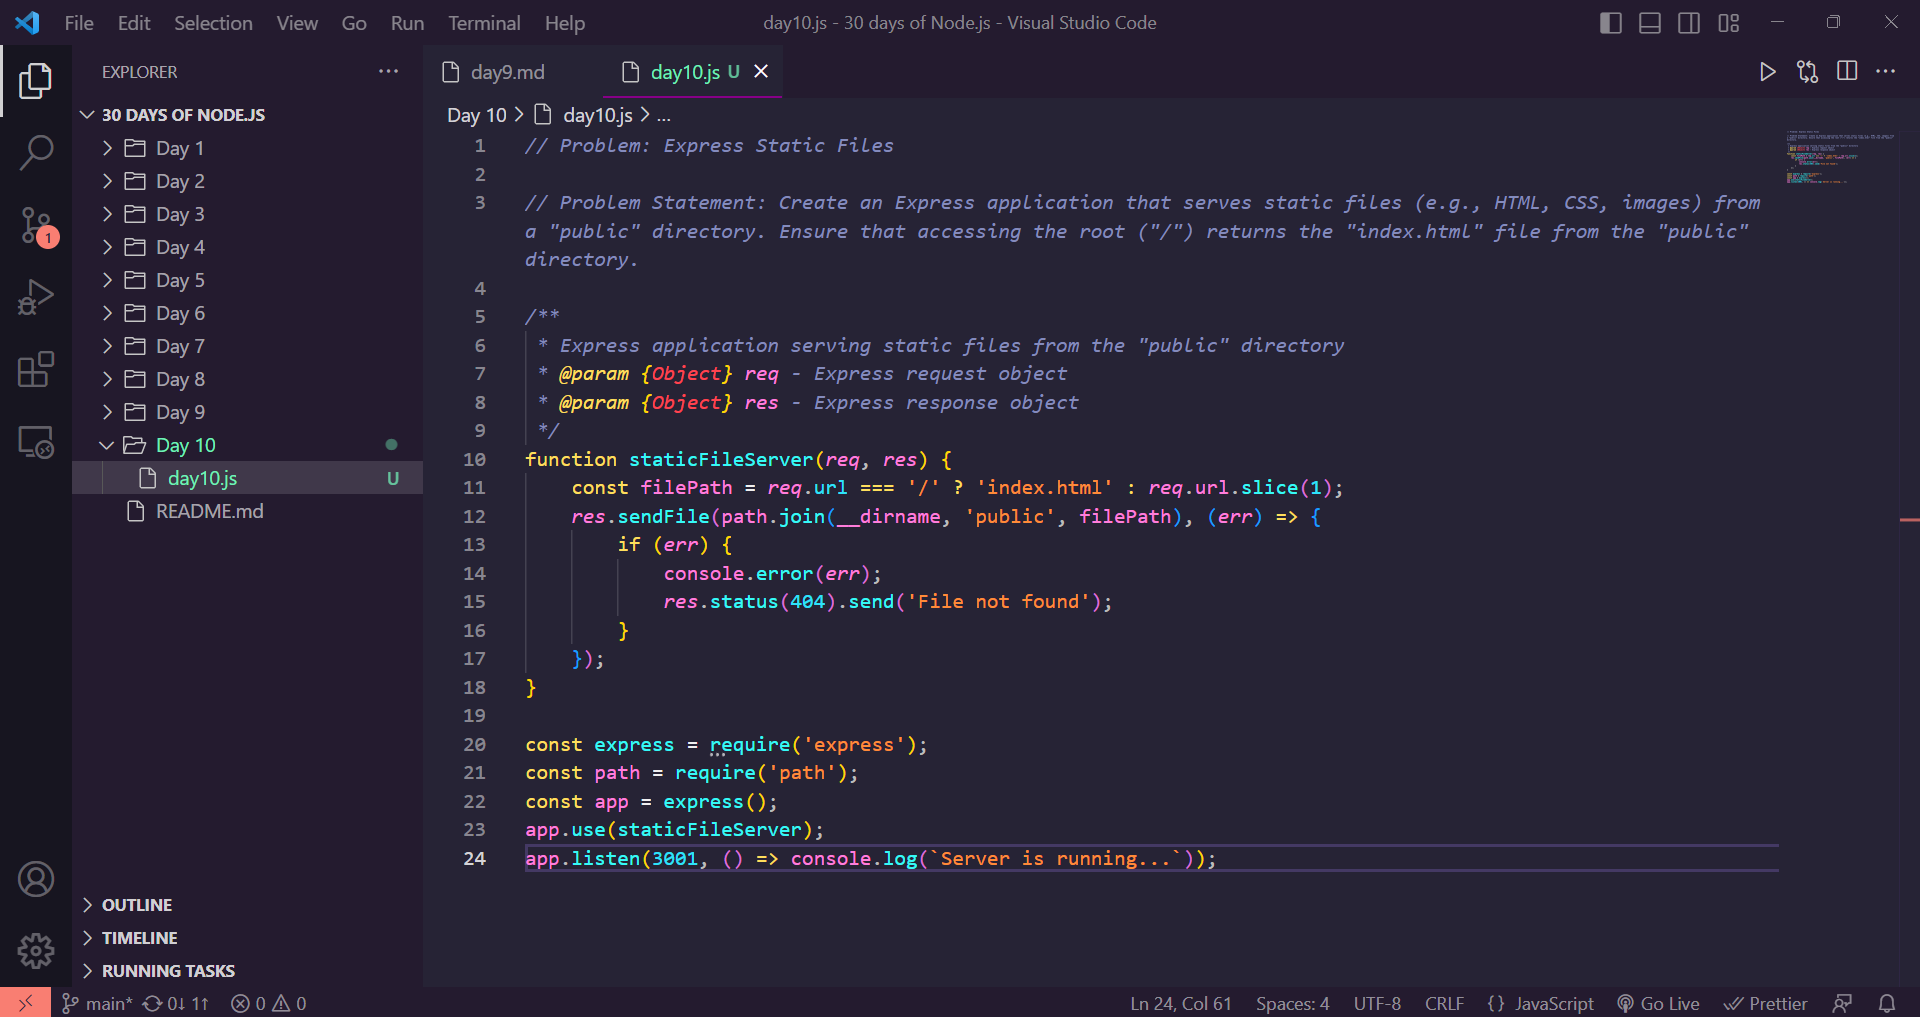 File Edit Selection View Go Run Terminal Help
day10.js - 30 days of Node.js - Visual Studio Code
EXPLORER
30 DAYS OF NODE.JS
Day 1
Day 2
Day 3
Day 4
Day 5
Day 6
Day 7
Day 8
Day 9
Day 10
day10.js U
README.md
OUTLINE
TIMELINE
RUNNING TASKS
1
day9.md
day10.js U
Day 10 > day10.js > ...
1 // Problem: Express Static Files
2
3 // Problem Statement: Create an Express application that serves static files (e.g., HTML, CSS, images) from
a "public" directory. Ensure that accessing the root ("/") returns the "index.html" file from the "public"
directory.
4
5 /**
6  * Express application serving static files from the "public" directory
7  * @param {Object} req - Express request object
8  * @param {Object} res - Express response object
9  */
10 function staticFileServer(req, res) {
11     const filePath = req.url === '/' ? 'index.html' : req.url.slice(1);
12     res.sendFile(path.join(__dirname, 'public', filePath), (err) => {
13         if (err) {
14             console.error(err);
15             res.status(404).send('File not found');
16         }
17     });
18 }
19
20 const express = require('express');
21 const path = require('path');
22 const app = express();
23 app.use(staticFileServer);
24 app.listen(3001, () => console.log(`Server is running...`));
main* 0↓ 1↑ 0 0
Ln 24, Col 61 Spaces: 4 UTF-8 CRLF {} JavaScript Go Live Prettier